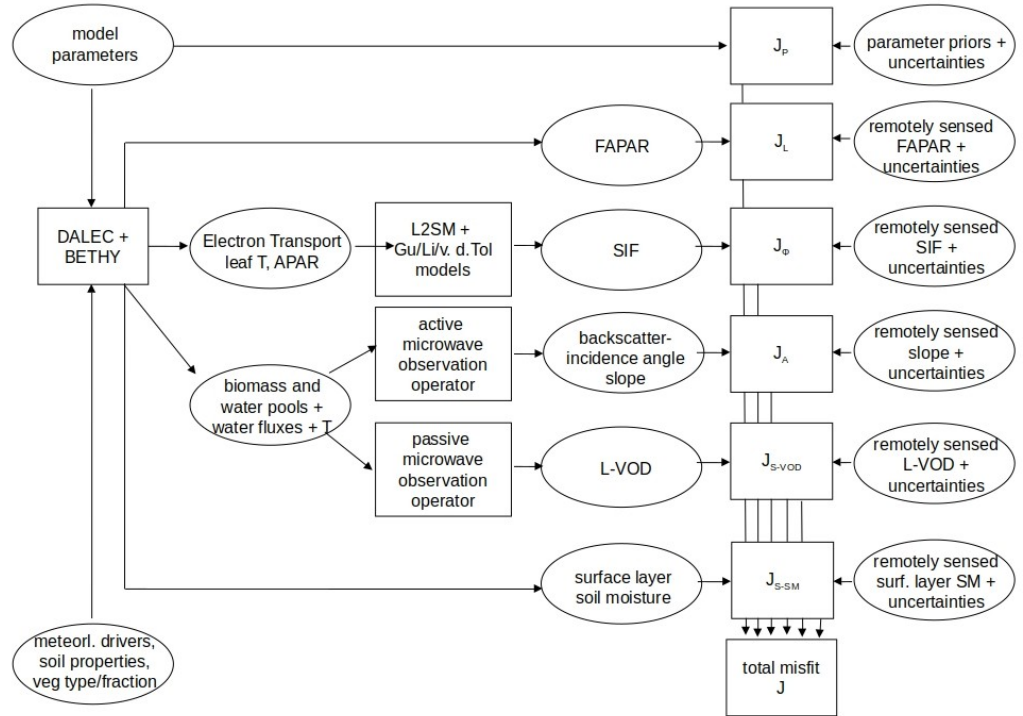 model
parameters
J_P
parameter priors +
uncertainties
FAPAR
J_L
remotely sensed
FAPAR +
uncertainties
DALEC +
BETHY
Electron Transport
leaf T, APAR
L2SM +
Gu/Li/v. d.Tol
models
SIF
J_Φ
remotely sensed
SIF +
uncertainties
active
microwave
observation
operator
backscatter-
incidence angle
slope
J_A
remotely sensed
slope +
uncertainties
biomass and
water pools +
water fluxes + T
passive
microwave
observation
operator
L-VOD
J_S-VOD
remotely sensed
L-VOD +
uncertainties
surface layer
soil moisture
J_S-SM
remotely sensed
surf. layer SM +
uncertainties
meteorl. drivers,
soil properties,
veg type/fraction
total misfit
J